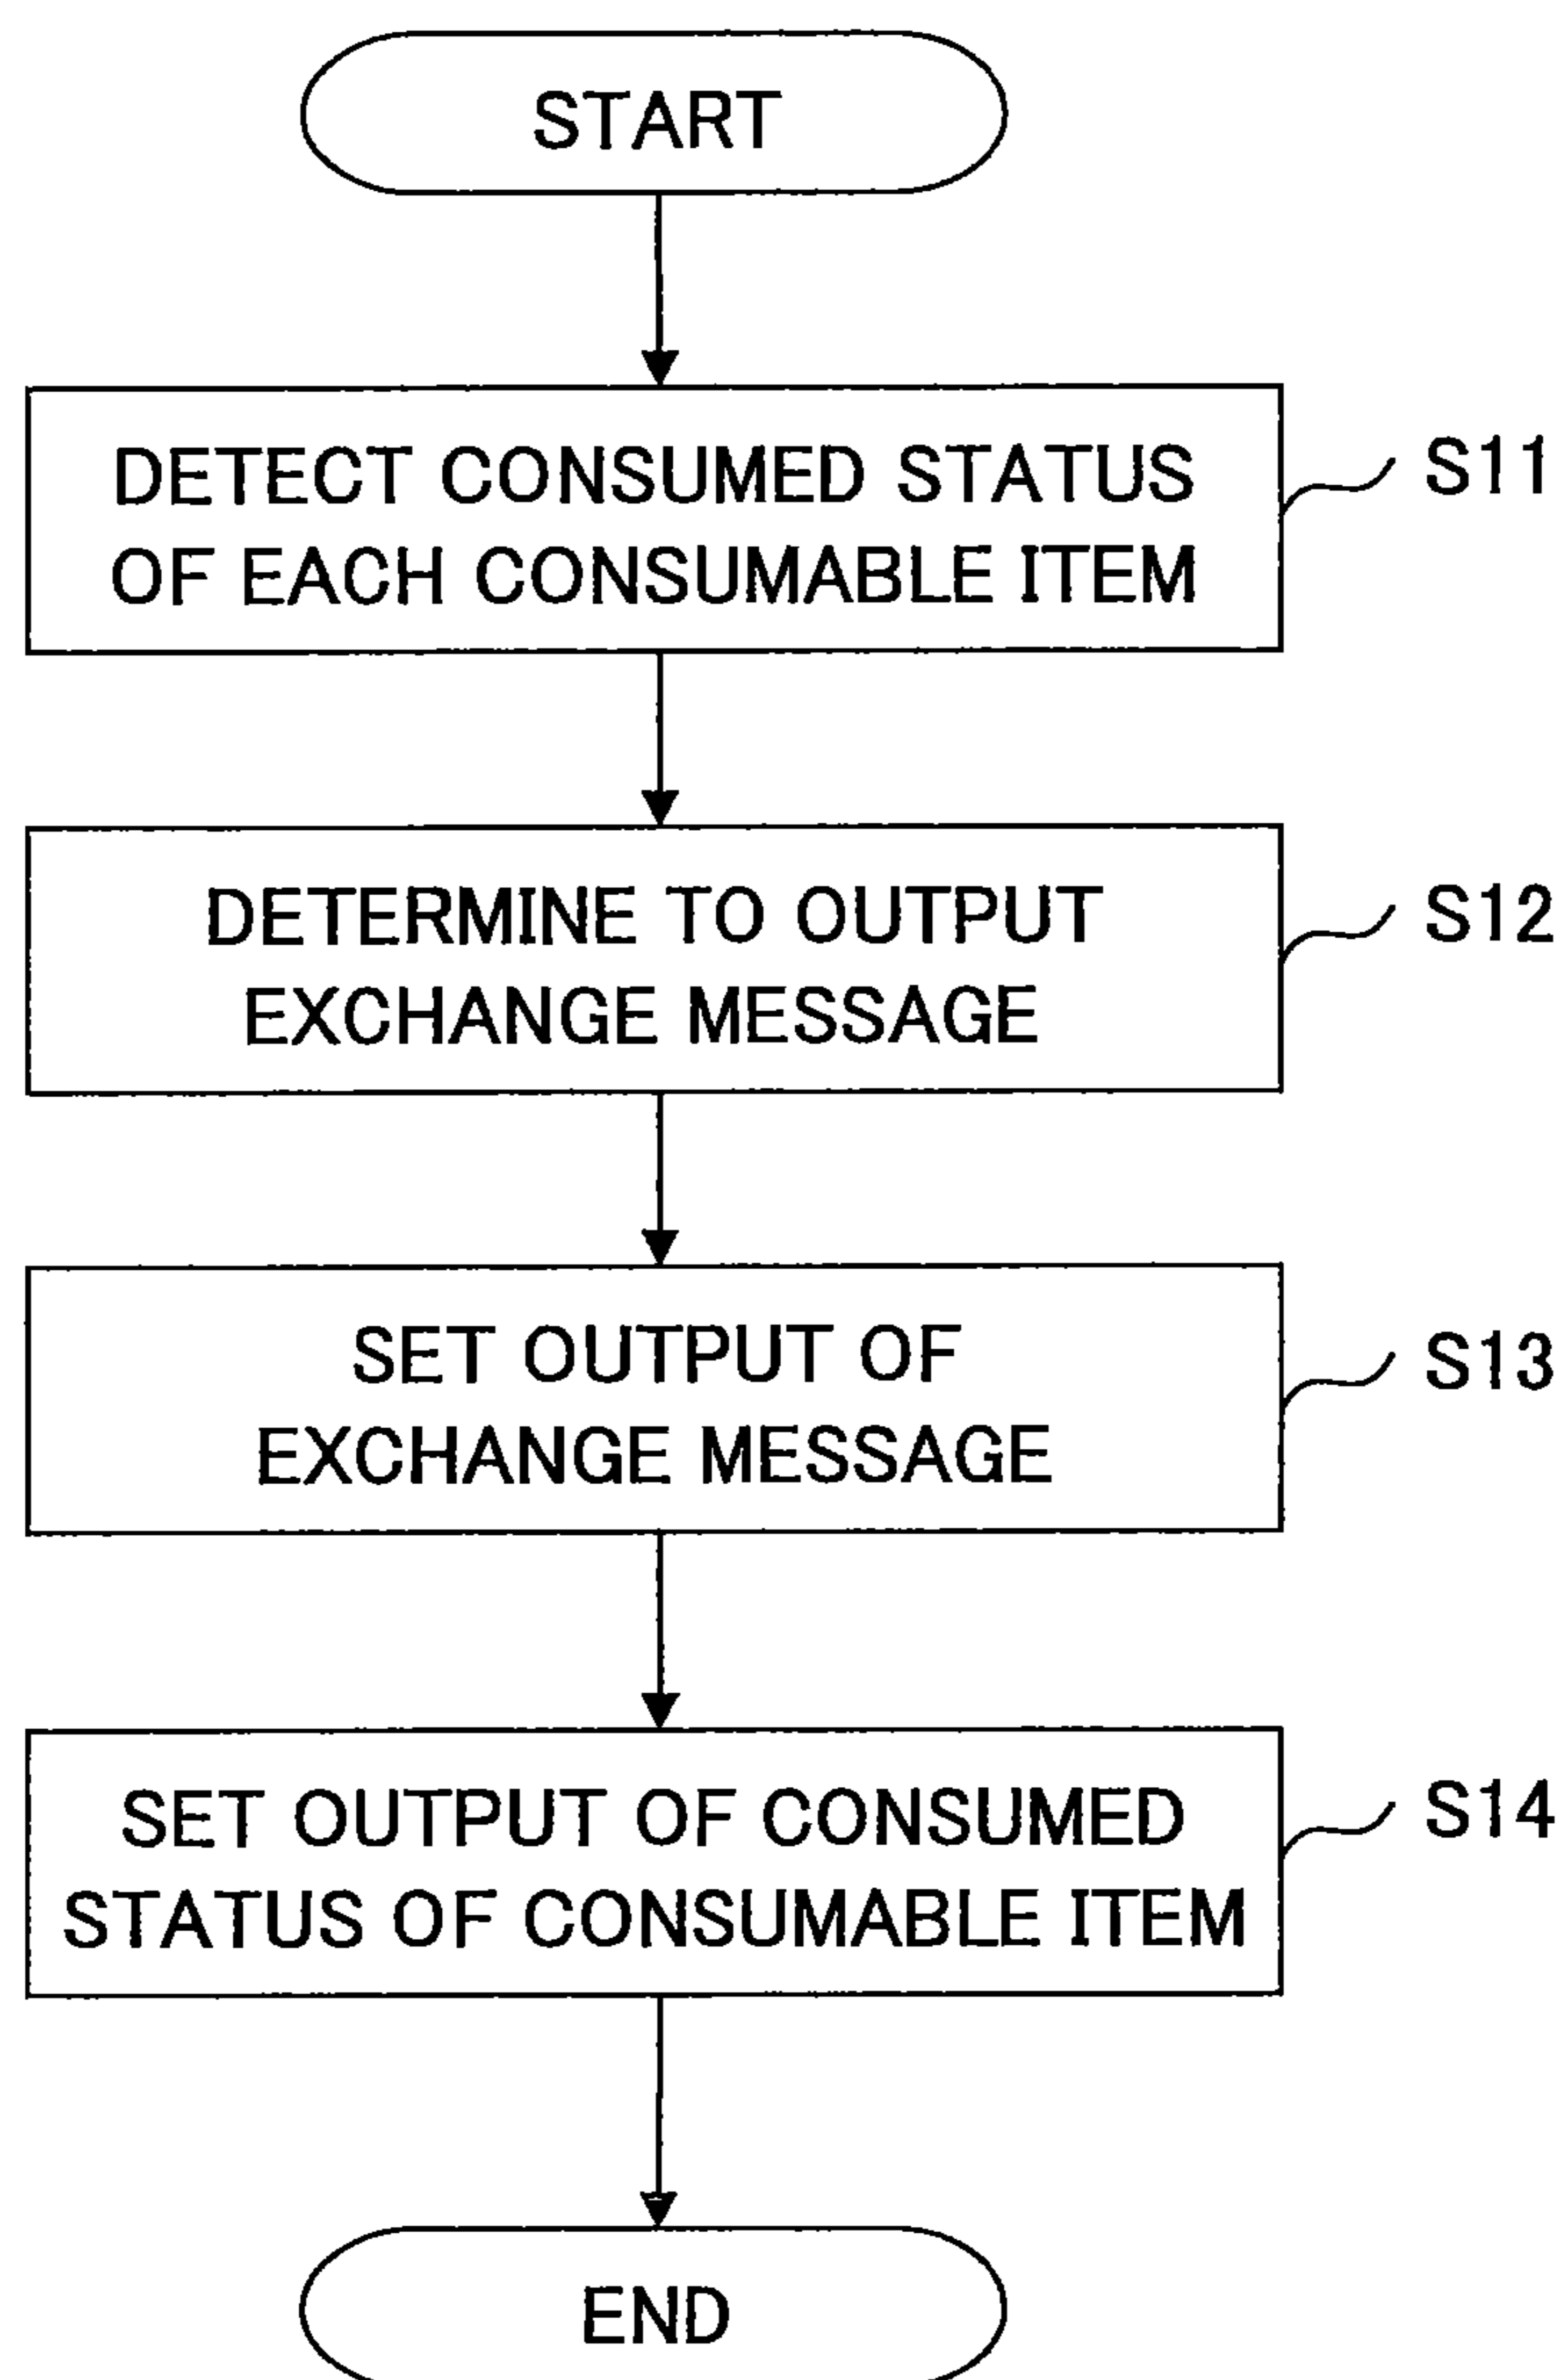 START
DETECT CONSUMED STATUS
OF EACH CONSUMABLE ITEM
S11
DETERMINE TO OUTPUT
EXCHANGE MESSAGE
S12
SET OUTPUT OF
EXCHANGE MESSAGE
S13
SET OUTPUT OF CONSUMED
STATUS OF CONSUMABLE ITEM
S14
END